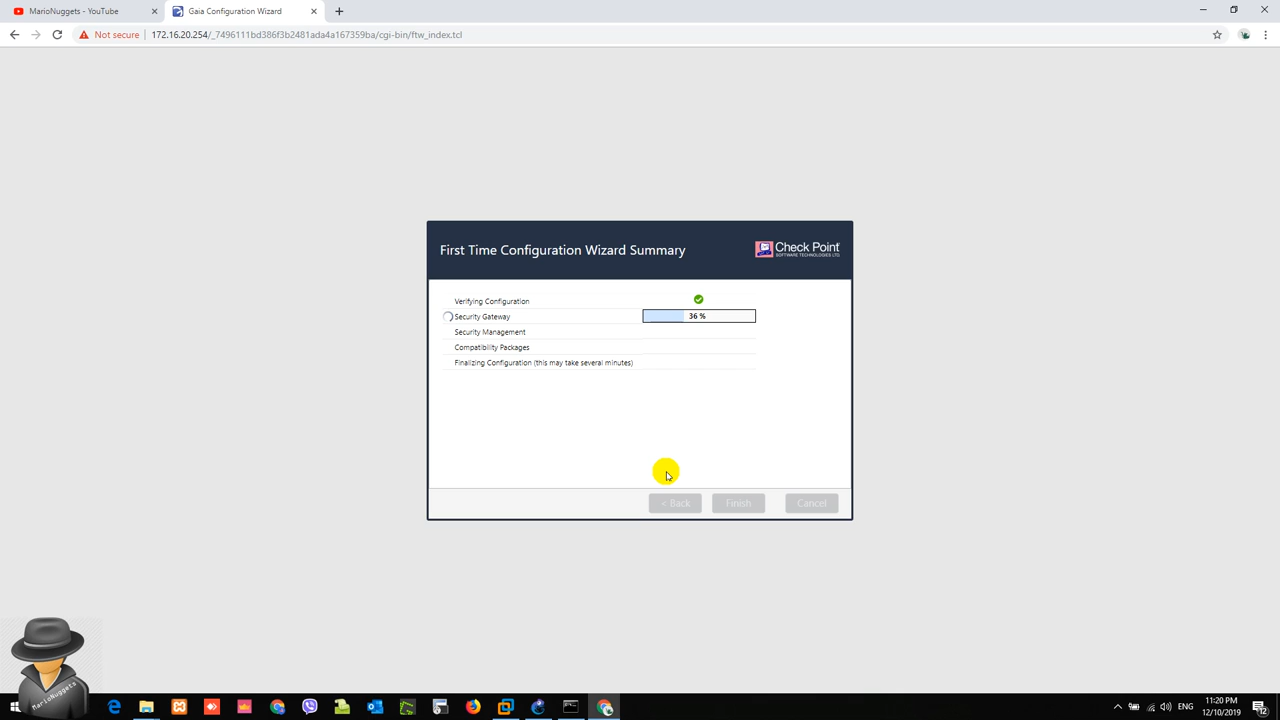 MarioNuggets - YouTube
Gaia Configuration Wizard
Not secure
172.16.20.254/_7496111bd386f3b2481ada4a167359ba/cgi-bin/ftw_index.tcl
First Time Configuration Wizard Summary
Check Point
SOFTWARE TECHNOLOGIES LTD.
Verifying Configuration
Security Gateway
36 %
Security Management
Compatibility Packages
Finalizing Configuration (this may take several minutes)
< Back
Finish
Cancel
MarioNuggets
ENG
11:20 PM
12/10/2019
12